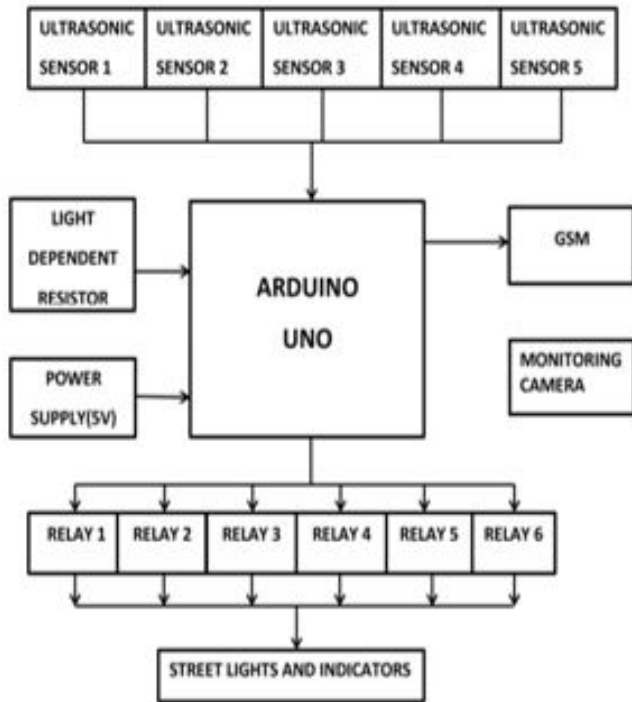 ULTRASONIC
SENSOR 1
ULTRASONIC
SENSOR 2
ULTRASONIC
SENSOR 3
ULTRASONIC
SENSOR 4
ULTRASONIC
SENSOR 5
LIGHT
DEPENDENT
RESISTOR
ARDUINO
UNO
GSM
POWER
SUPPLY(5V)
MONITORING
CAMERA
RELAY 1
RELAY 2
RELAY 3
RELAY 4
RELAY 5
RELAY 6
STREET LIGHTS AND INDICATORS